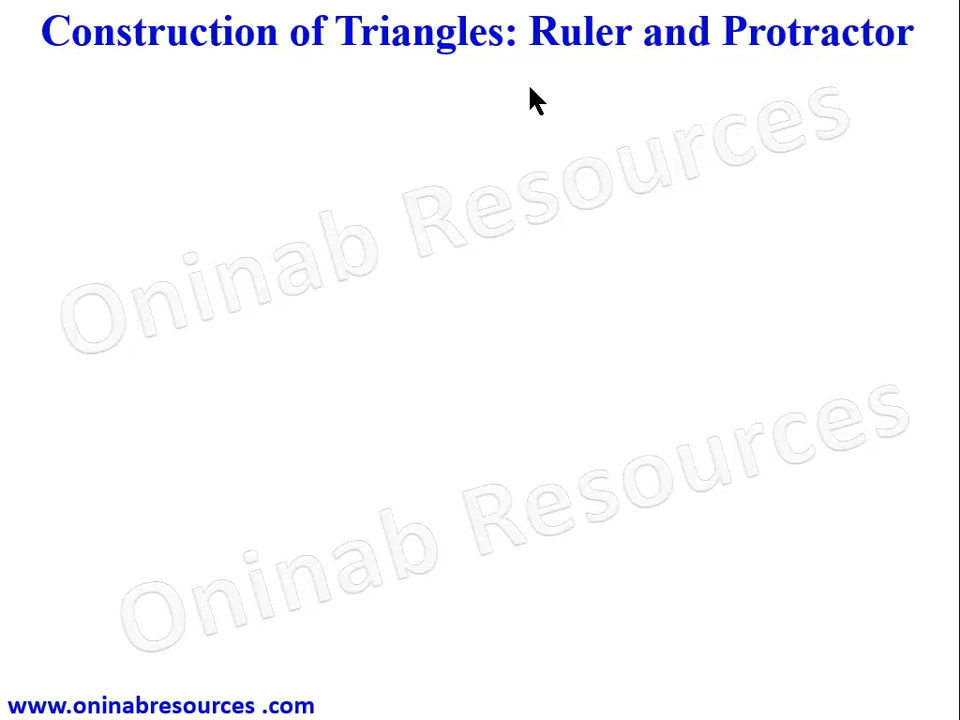 Construction of Triangles: Ruler and Protractor
Oninab Resources
Oninab Resources
www.oninabresources .com